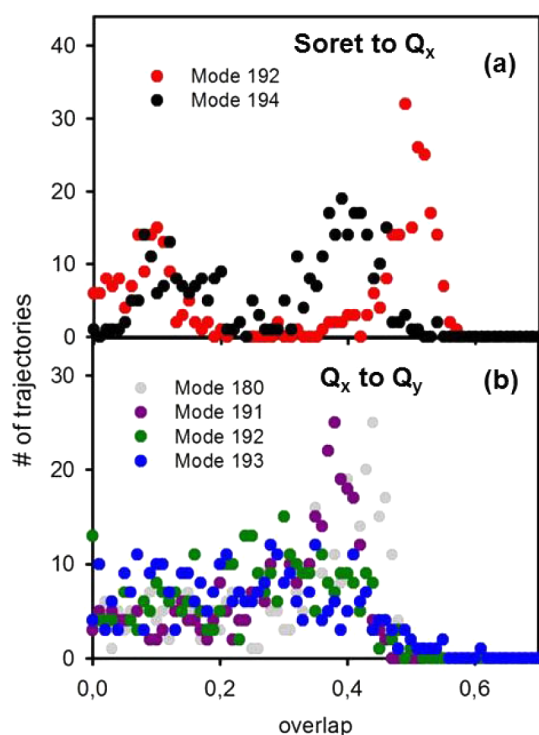 Soret to Qx
(a)
Mode 192
Mode 194
40
30
20
10
0
Qx to Qy
(b)
Mode 180
Mode 191
Mode 192
Mode 193
30
20
10
0
# of trajectories
0,0 0,2 0,4 0,6
overlap